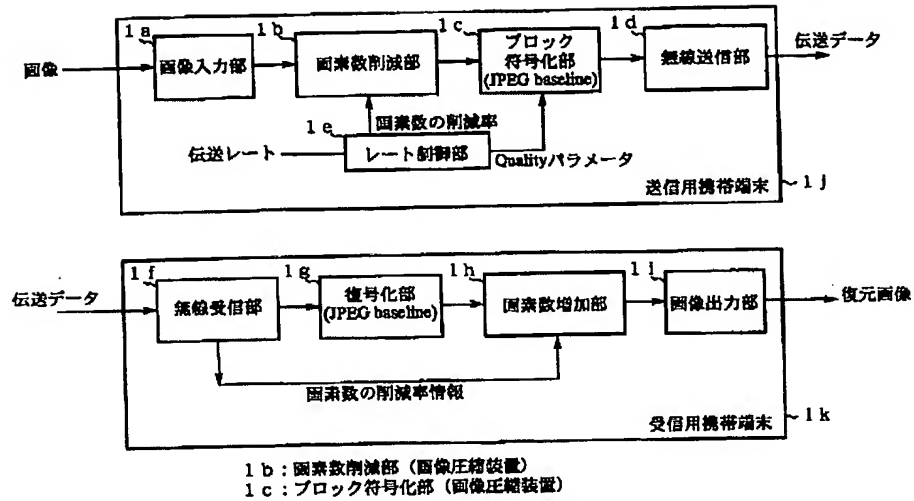 1a
1b
1c
1d
画像
画像入力部
画素数削減部
ブロック
符号化部
(JPEG baseline)
無線送信部
伝送データ
1e
画素数の削減率
伝送レート
レート制御部
Qualityパラメータ
送信用携帯端末
1j
1f
1g
1h
1i
伝送データ
無線受信部
復号化部
(JPEG baseline)
画素数増加部
画像出力部
復元画像
画素数の削減率情報
受信用携帯端末
1k
1b：画素数削減部（画像圧縮装置）
1c：ブロック符号化部（画像圧縮装置）